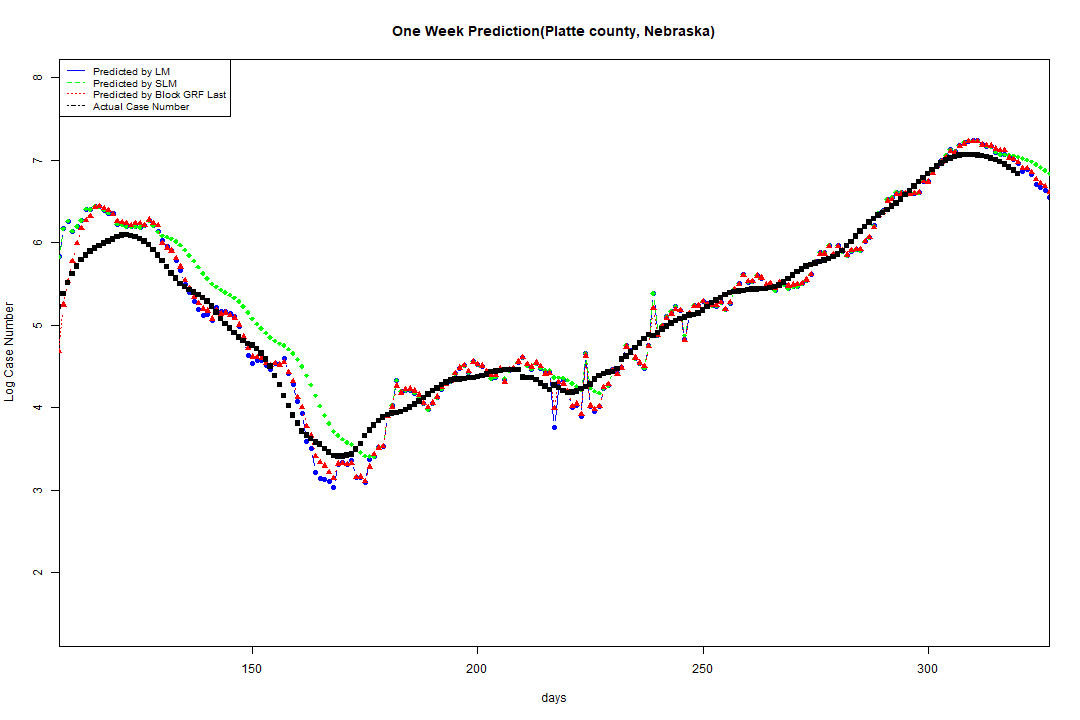 One Week Prediction(Platte county, Nebraska)
Predicted by LM
Predicted by SLM
Predicted by Block GRF Last
Actual Case Number
8
7
6
5
4
3
2
Log Case Number
150 200 250 300
days